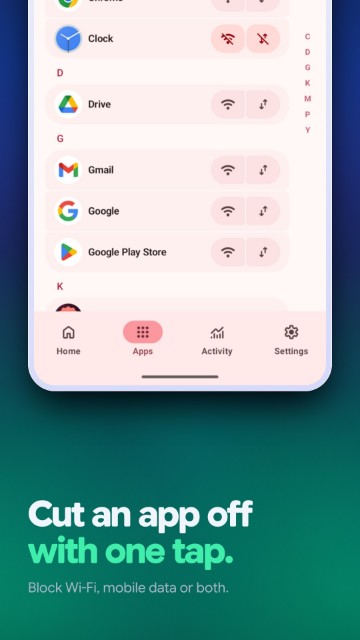 Clock
C
D
D
G
Drive
K
M
G
P
Y
Gmail
Google
Google Play Store
K
Home
Apps
Activity
Settings
Cut an app off
with one tap.
Block Wi-Fi, mobile data or both.